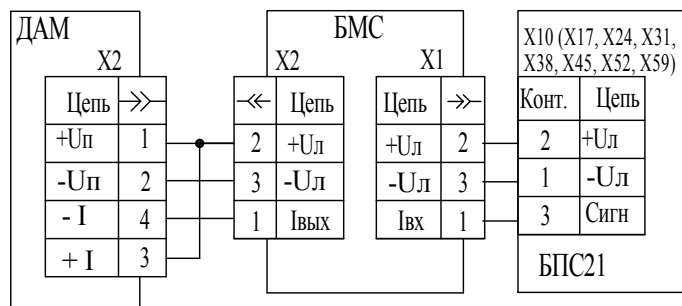 ДАМ
БМС
X10 (X17, X24, X31,
X38, X45, X52, X59)
X2
X2
X1
Цепь
Цепь
Цепь
Конт. Цепь
+Uп 1 2 +Uл +Uл 2 2 +Uл
-Uп 2 3 -Uл -Uл 3 1 -Uл
- I 4 1 Iвых Iвх 1 3 Сигн
+ I 3
БПС21